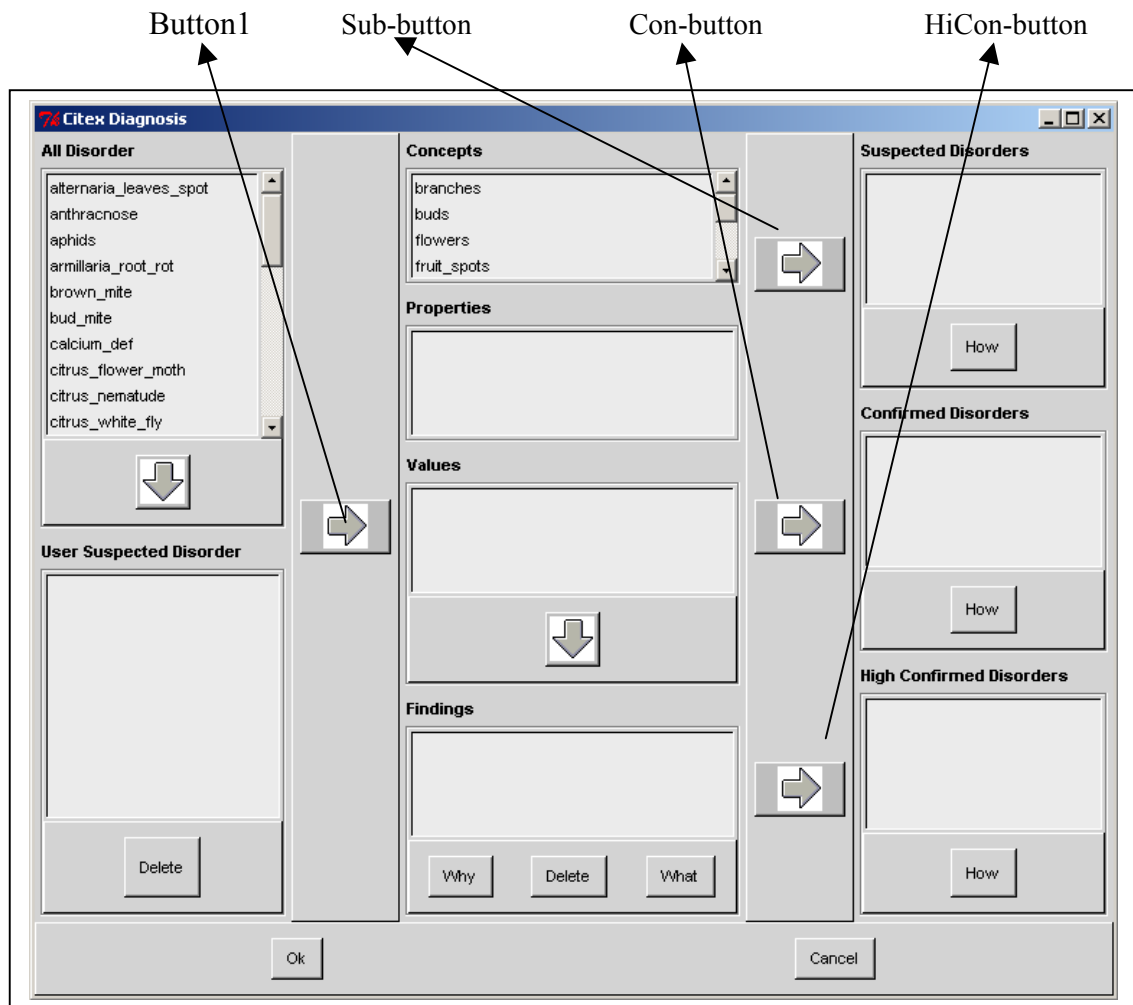 Button1 Sub-button Con-button HiCon-button
Citex Diagnosis
All Disorder
alternaria_leaves_spot
anthracnose
aphids
armillaria_root_rot
brown_mite
bud_mite
calcium_def
citrus_flower_moth
citrus_nematude
citrus_white_fly
User Suspected Disorder
Delete
Concepts
branches
buds
flowers
fruit_spots
Properties
Values
Findings
Why Delete What
Suspected Disorders
How
Confirmed Disorders
How
High Confirmed Disorders
How
Ok Cancel